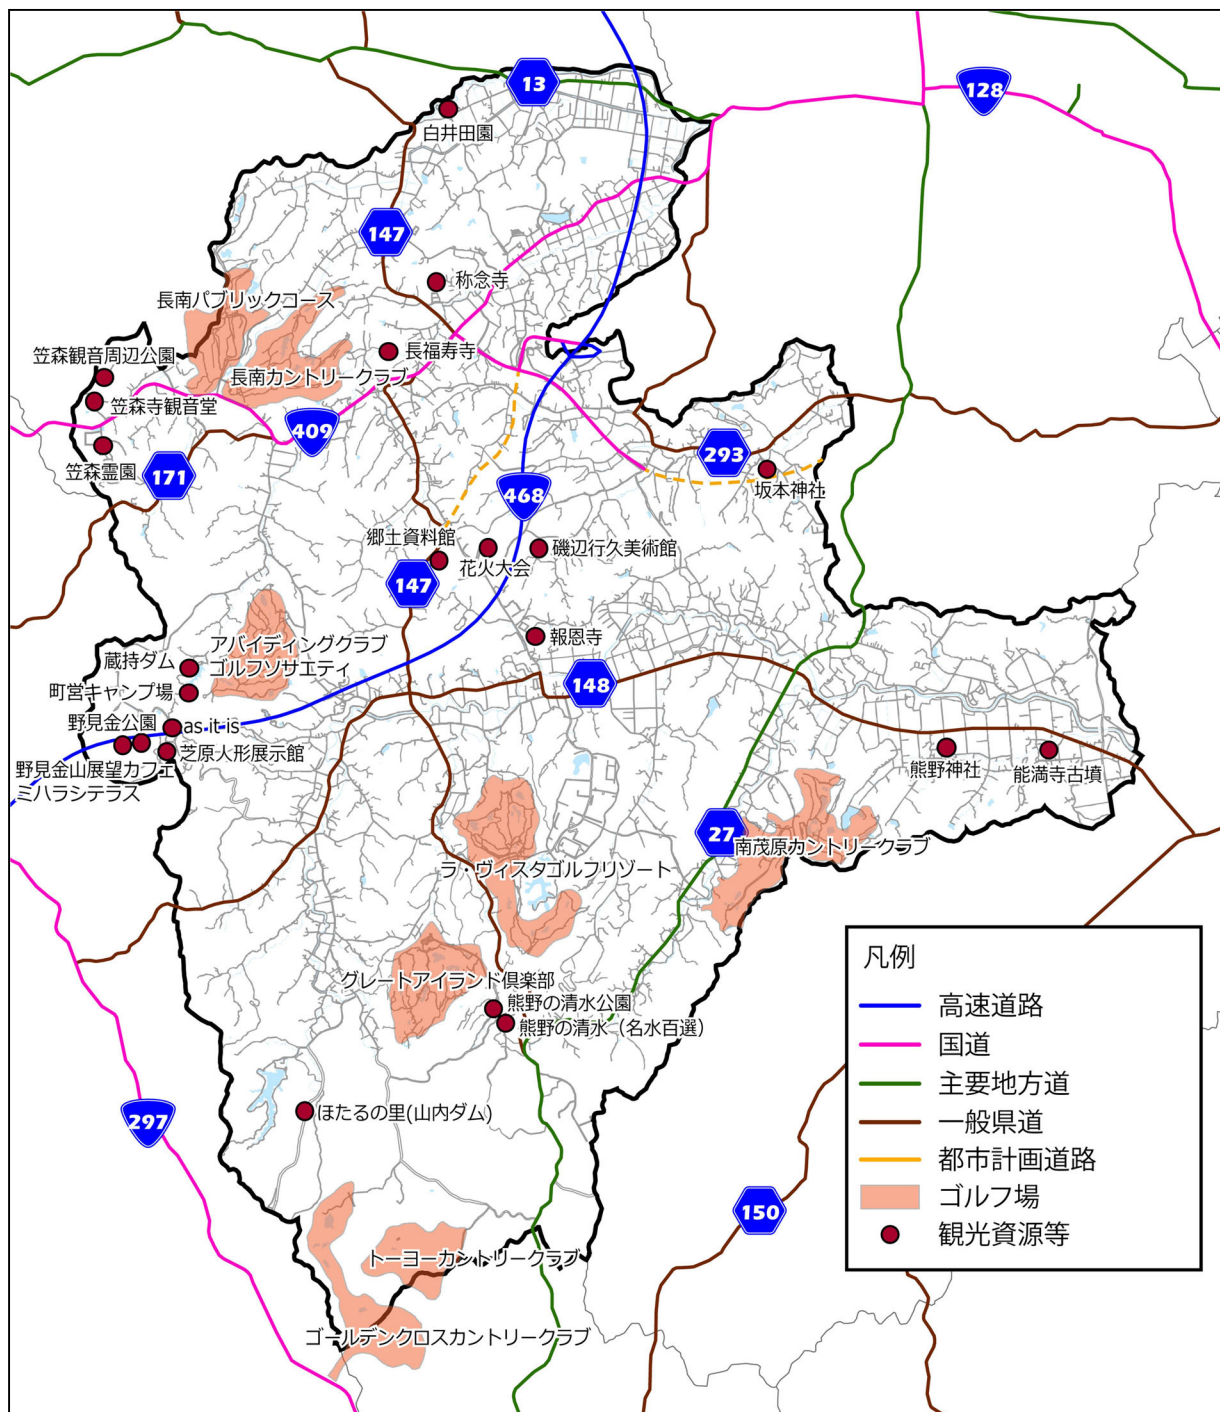 13
128
白井田園
147
称念寺
長南パブリックコース
笠森観音周辺公園
長福寿寺
長南カントリークラブ
笠森寺観音堂
409
笠森霊園
171
293
坂本神社
468
郷土資料館
花火大会
磯辺行久美術館
147
報恩寺
アバイディングクラブ
ゴルフソサエティ
蔵持ダム
148
町営キャンプ場
野見金公園
as it is
芝原人形展示館
野見金山展望カフェ
ミハラシテラス
熊野神社
能満寺古墳
27
南茂原カントリークラブ
ラ・ヴィスタゴルフリゾート
グレートアイランド倶楽部
熊野の清水公園
熊野の清水（名水百選）
297
ほたるの里(山内ダム)
150
トーヨーカントリークラブ
ゴールデンクロスカントリークラブ
凡例
高速道路
国道
主要地方道
一般県道
都市計画道路
ゴルフ場
観光資源等